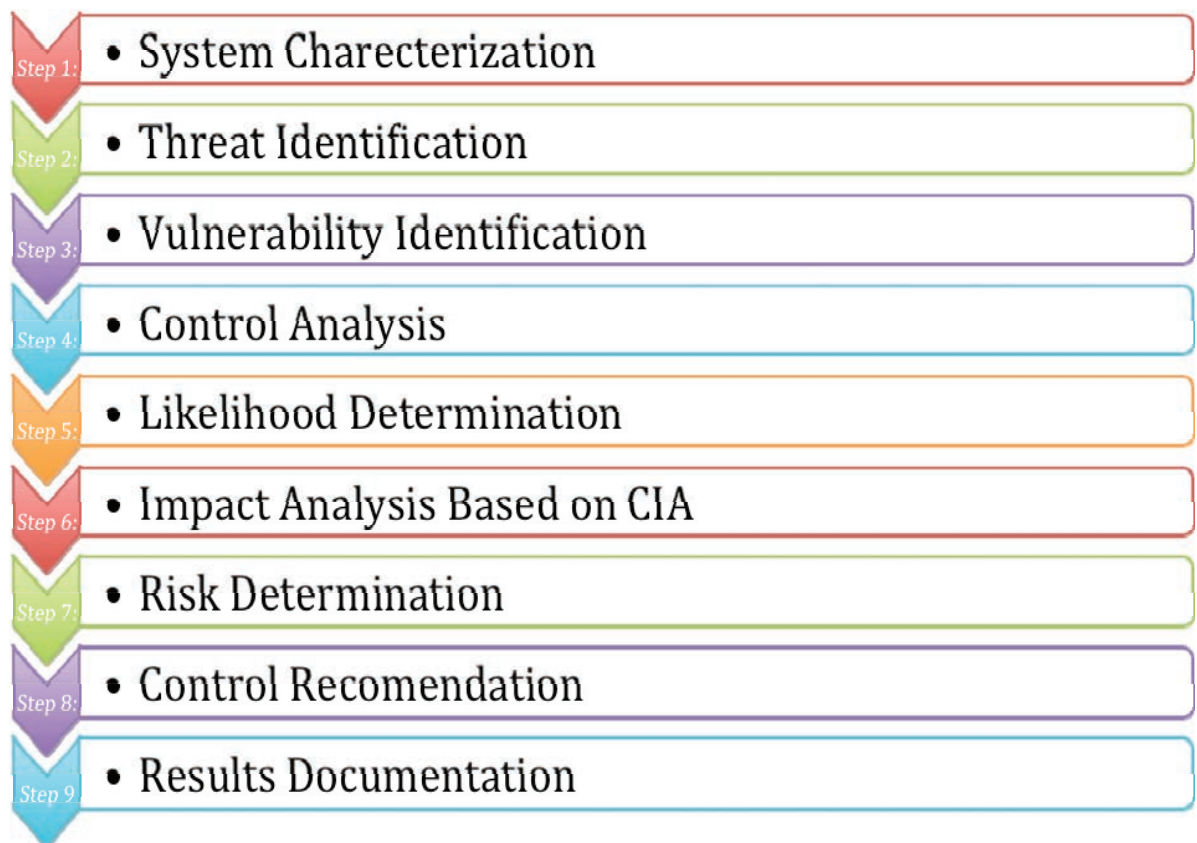 Step 1: • System Charecterization
Step 2: • Threat Identification
Step 3: • Vulnerability Identification
Step 4: • Control Analysis
Step 5: • Likelihood Determination
Step 6: • Impact Analysis Based on CIA
Step 7: • Risk Determination
Step 8: • Control Recomendation
Step 9 • Results Documentation